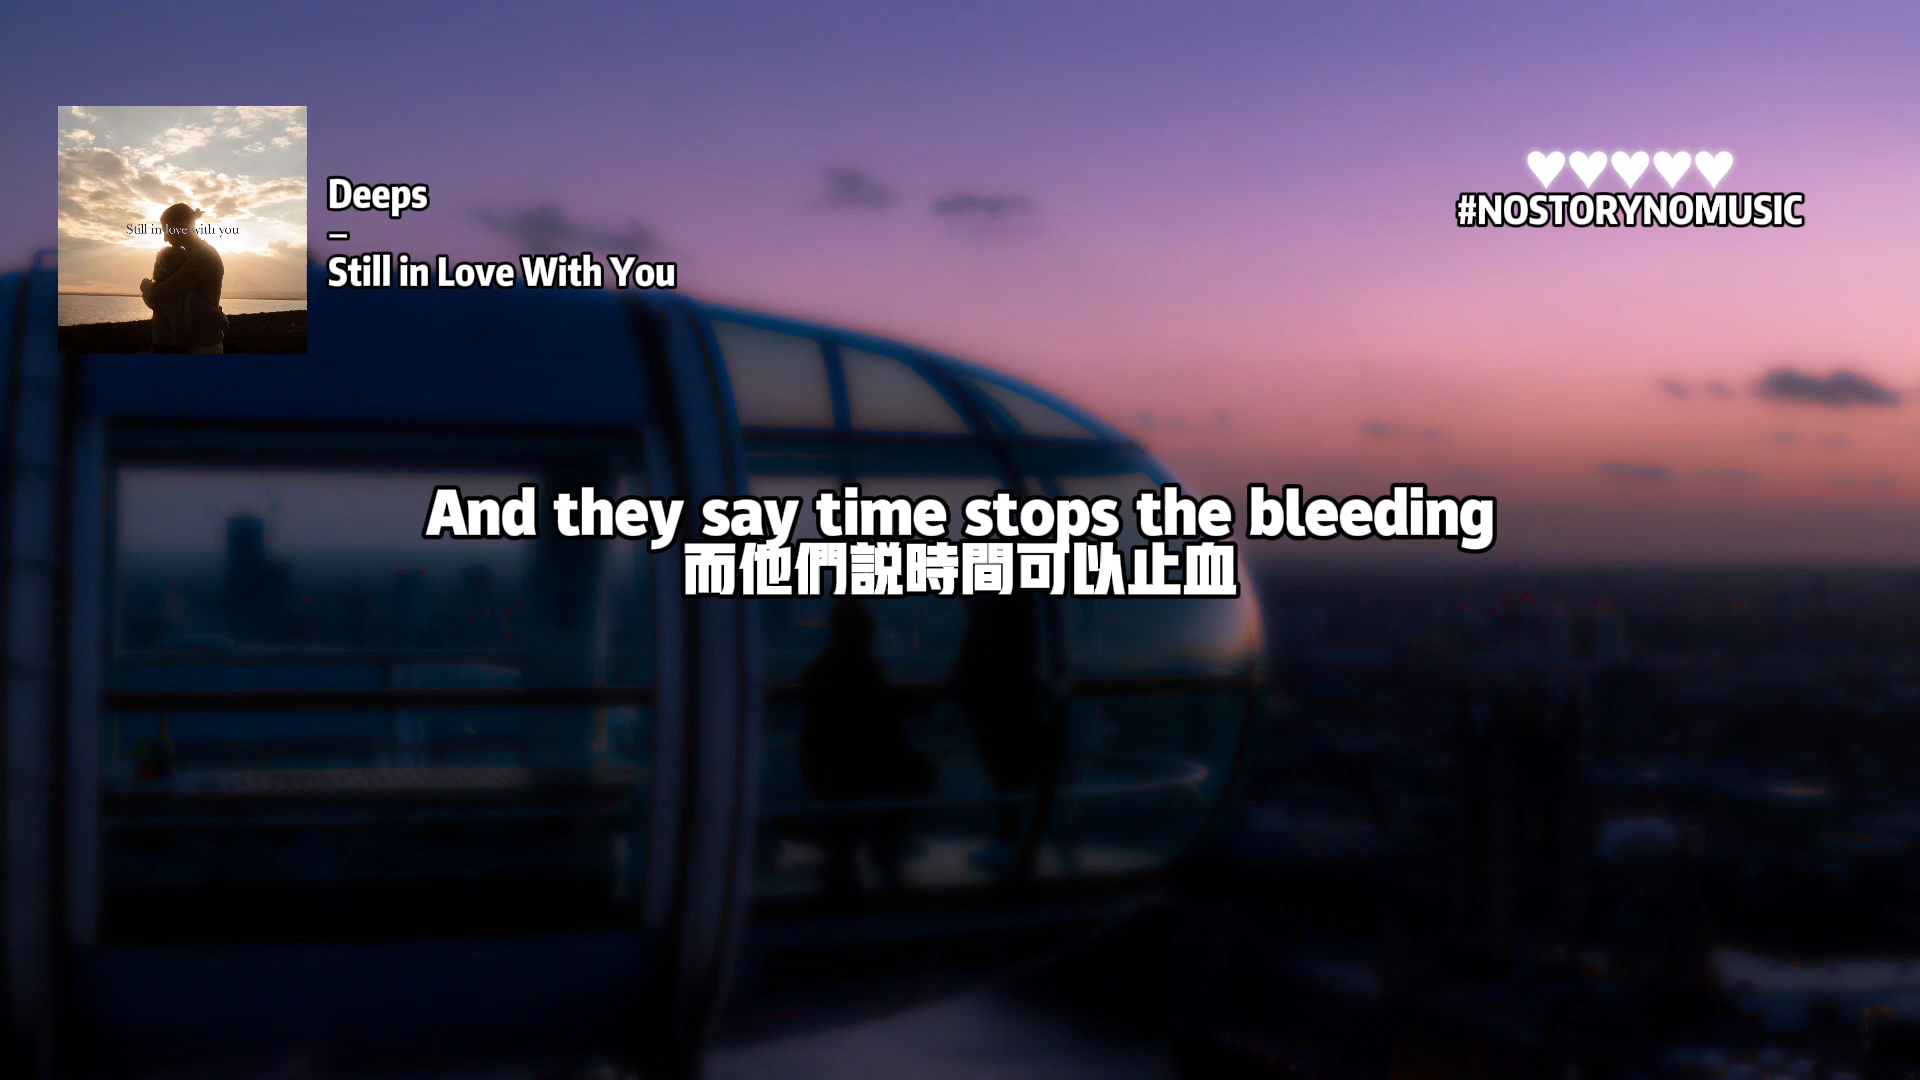 Still in love with you
Deeps
–
Still in Love With You
♥♥♥♥♥
#NOSTORYNOMUSIC
And they say time stops the bleeding
而他們説時間可以止血